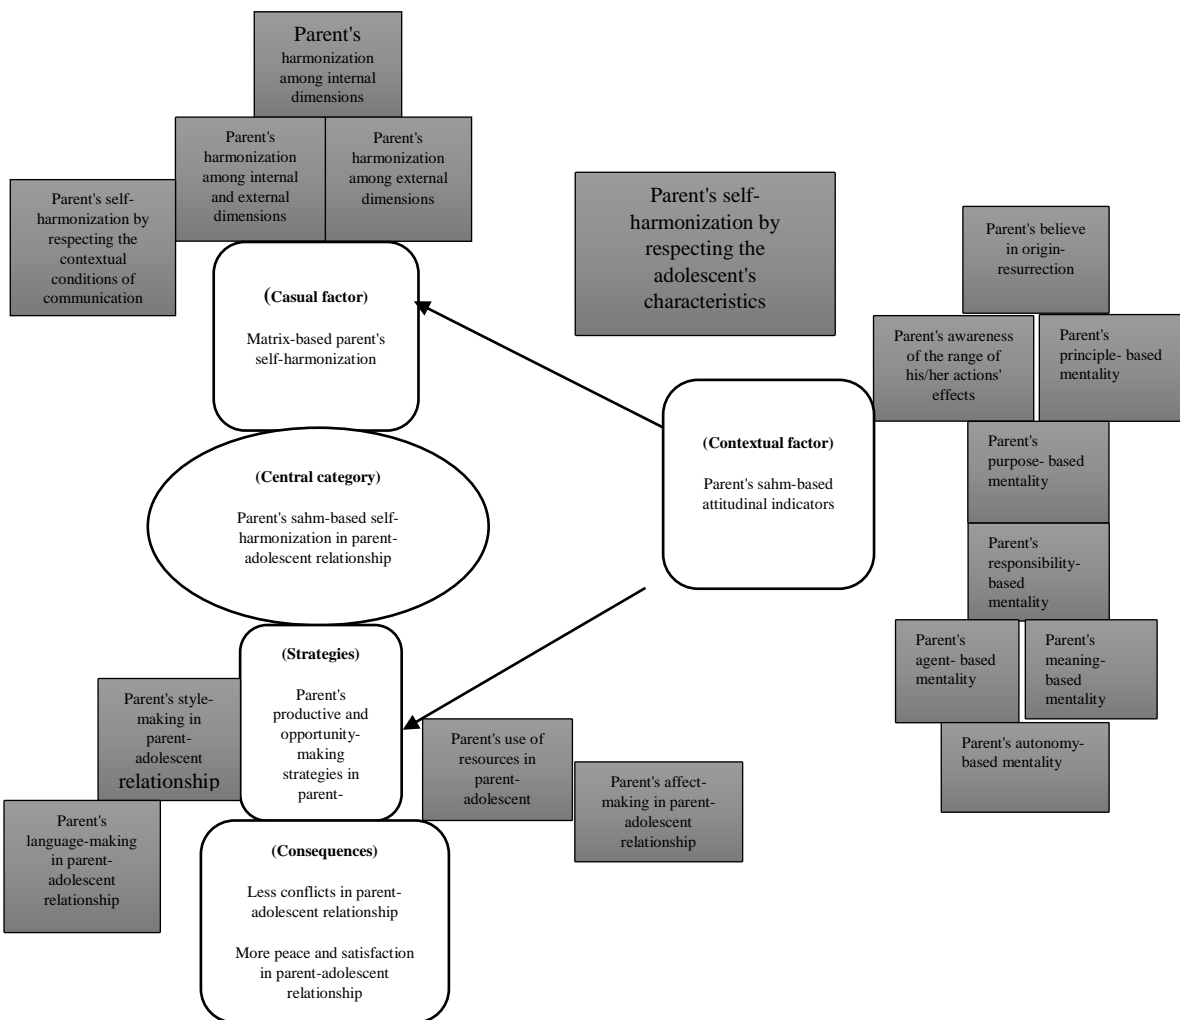 Parent's
harmonization
among internal
dimensions
Parent's
harmonization
among internal
and external
dimensions
Parent's
harmonization
among external
dimensions
Parent's self-
harmonization by
respecting the
contextual
conditions of
communication
Parent's self-
harmonization by
respecting the
adolescent's
characteristics
(Casual factor)
Matrix-based parent's
self-harmonization
Parent's believe
in origin-
resurrection
Parent's awareness
of the range of
his/her actions'
effects
Parent's
principle- based
mentality
(Contextual factor)
Parent's sahm-based
attitudinal indicators
Parent's
purpose- based
mentality
(Central category)
Parent's sahm-based self-
harmonization in parent-
adolescent relationship
Parent's
responsibility-
based
mentality
Parent's
agent- based
mentality
Parent's
meaning-
based
mentality
Parent's autonomy-
based mentality
(Strategies)
Parent's
productive and
opportunity-
making
strategies in
parent-
Parent's style-
making in
parent-
adolescent
relationship
Parent's use of
resources in
parent-
adolescent
Parent's affect-
making in parent-
adolescent
relationship
Parent's
language-making
in parent-
adolescent
relationship
(Consequences)
Less conflicts in parent-
adolescent relationship
More peace and satisfaction
in parent-adolescent
relationship